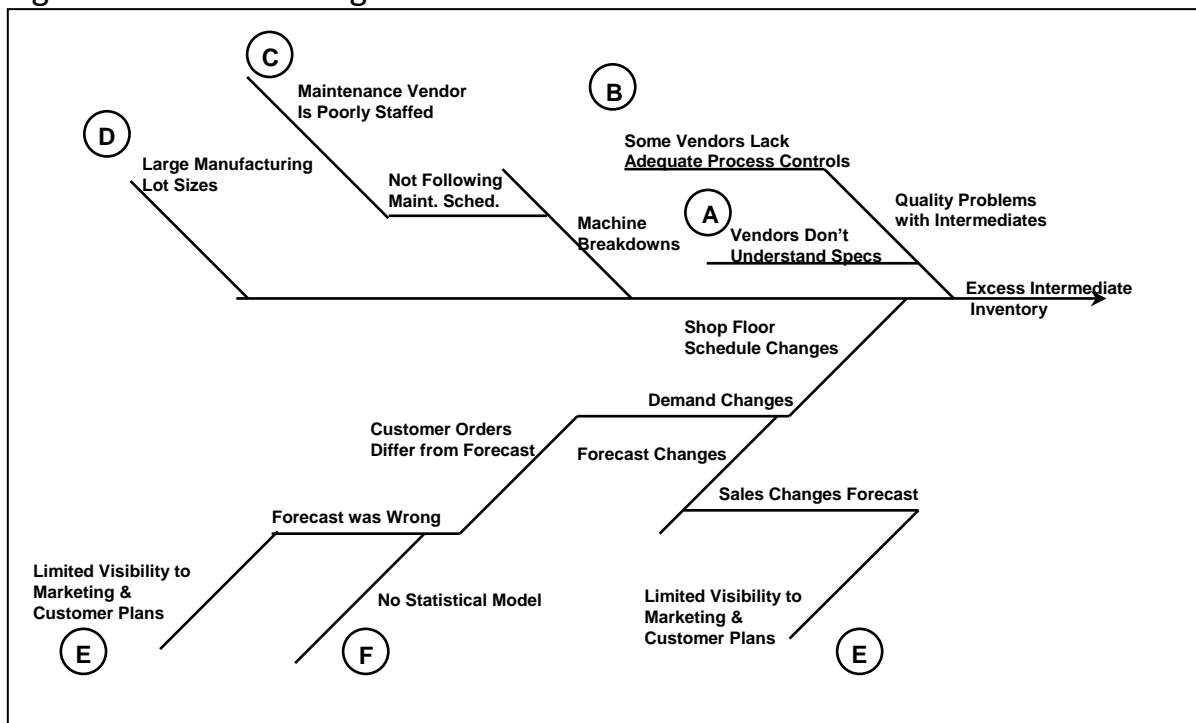 C
Maintenance Vendor
Is Poorly Staffed
B
D
Large Manufacturing
Lot Sizes
Some Vendors Lack
Adequate Process Controls
Not Following
Maint. Sched.
A
Quality Problems
with Intermediates
Machine
Breakdowns
Vendors Don't
Understand Specs
Excess Intermediate
Inventory
Shop Floor
Schedule Changes
Demand Changes
Customer Orders
Differ from Forecast
Forecast Changes
Sales Changes Forecast
Forecast was Wrong
Limited Visibility to
Marketing &
Customer Plans
No Statistical Model
Limited Visibility to
Marketing &
Customer Plans
E
F
E